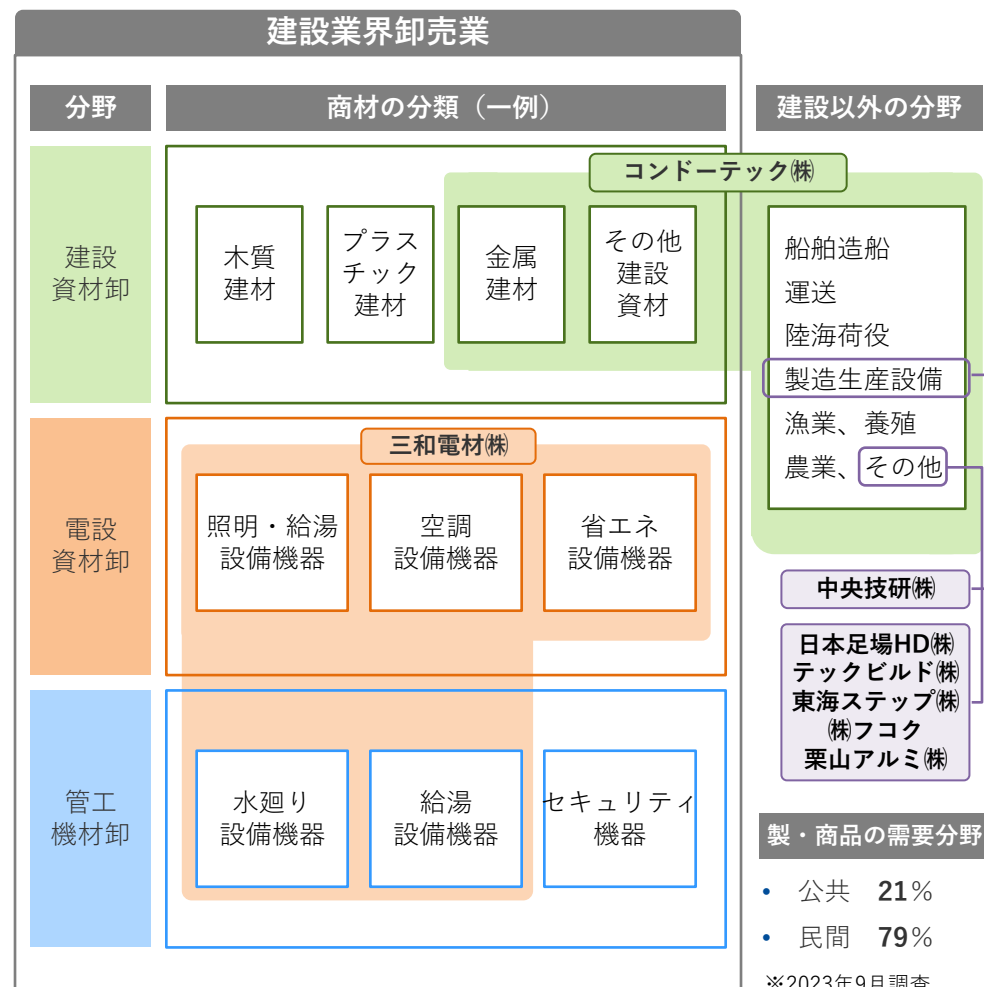 建設業界卸売業
分野
商材の分類（一例）
建設以外の分野
建設
資材卸
コンドーテック㈱
木質
建材
プラス
チック
建材
金属
建材
その他
建設
資材
船舶造船
運送
陸海荷役
製造生産設備
漁業、養殖
農業、その他
電設
資材卸
三和電材㈱
照明・給湯
設備機器
空調
設備機器
省エネ
設備機器
中央技研㈱
日本足場HD㈱
テックビルド㈱
東海ステップ㈱
㈱フコク
栗山アルミ㈱
管工
機材卸
水廻り
設備機器
給湯
設備機器
セキュリティ
機器
製・商品の需要分野
• 公共 21%
• 民間 79%
※2023年9月調査